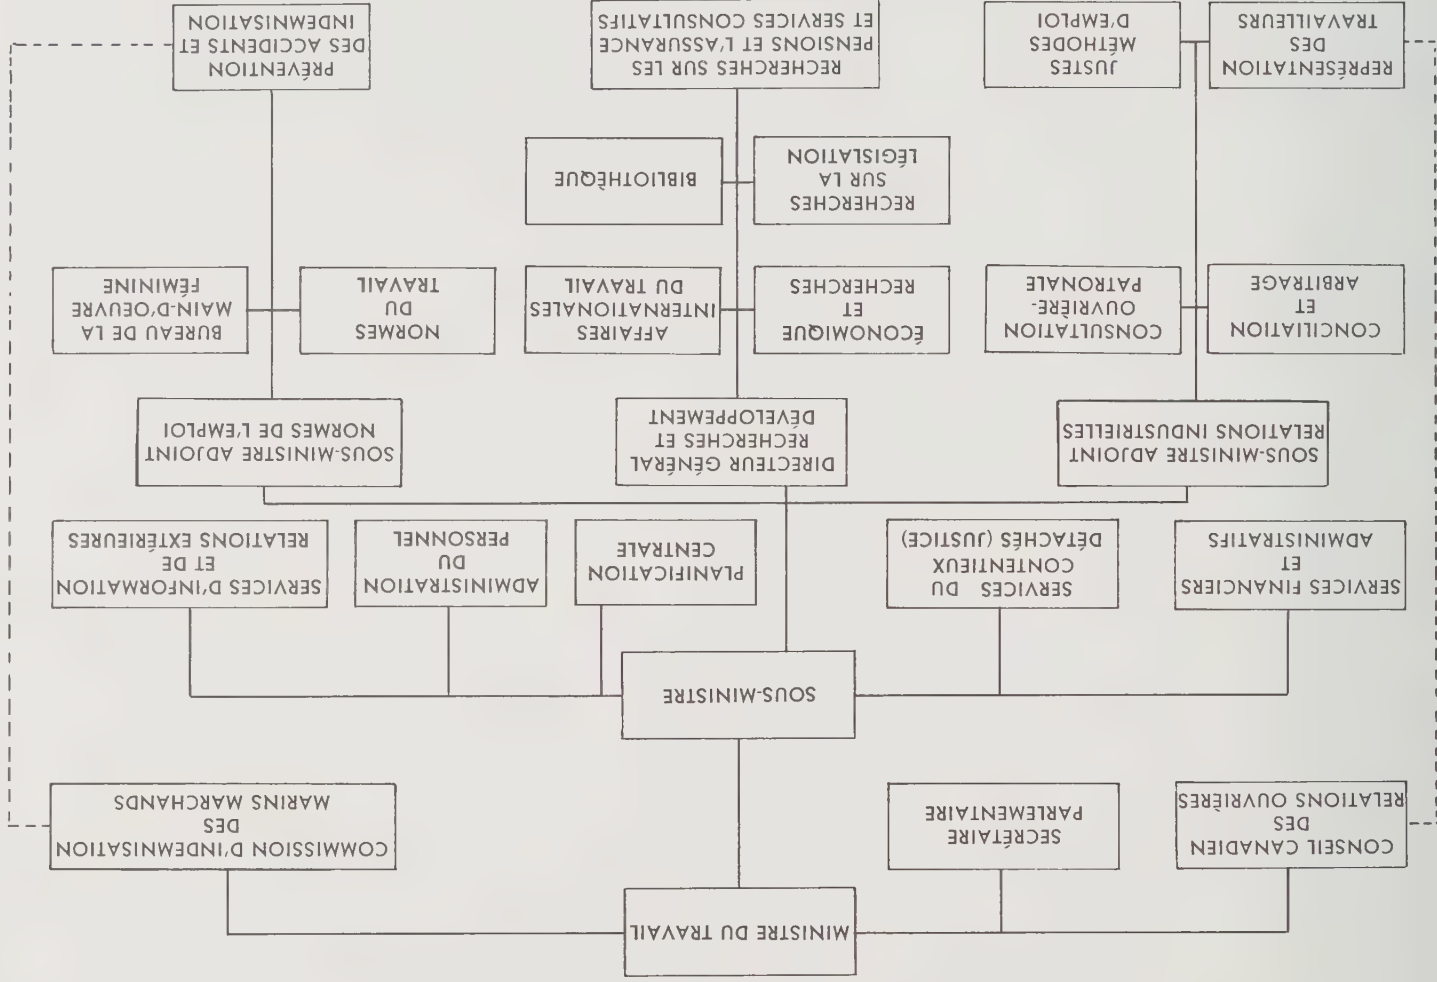 MINISTRE DU TRAVAIL
CONSEIL CANADIEN
DES
RELATIONS OUVRIÈRES
SECRÉTAIRE
PARLEMENTAIRE
COMMISSION D'INDEMNISATION
DES
MARINS MARCHANDS
SOUS-MINISTRE
SERVICES FINANCIERS
ET
ADMINISTRATIFS
SERVICES DU
CONTENTIEUX
DÉTACHÉS (JUSTICE)
PLANIFICATION
CENTRALE
ADMINISTRATION
DU
PERSONNEL
SERVICES D'INFORMATION
ET DE
RELATIONS EXTÉRIEURES
SOUS-MINISTRE ADJOINT
RELATIONS INDUSTRIELLES
DIRECTEUR GÉNÉRAL
RECHERCHES ET
DÉVELOPPEMENT
SOUS-MINISTRE ADJOINT
NORMES DE L'EMPLOI
CONCILIATION
ET
ARBITRAGE
CONSULTATION
OUVRIÈRE-
PATRONALE
ÉCONOMIQUE
ET
RECHERCHES
AFFAIRES
INTERNATIONALES
DU TRAVAIL
NORMES
DU
TRAVAIL
BUREAU DE LA
MAIN-D'OEUVRE
FÉMININE
RECHERCHES
SUR LA
LÉGISLATION
BIBLIOTHÈQUE
REPRÉSENTATION
DES
TRAVAILLEURS
JUSTES
MÉTHODES
D'EMPLOI
RECHERCHES SUR LES
PENSIONS ET L'ASSURANCE
ET SERVICES CONSULTATIFS
PRÉVENTION
DES ACCIDENTS ET
INDEMNISATION